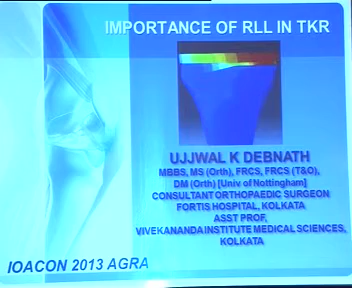 IMPORTANCE OF RLL IN TKR
UJJWAL K DEBNATH
MBBS, MS (Orth), FRCS, FRCS (T&O),
DM (Orth) [Univ of Nottingham]
CONSULTANT ORTHOPAEDIC SURGEON
FORTIS HOSPITAL, KOLKATA
ASST PROF,
VIVEKANANDA INSTITUTE MEDICAL SCIENCES,
KOLKATA
IOACON 2013 AGRA